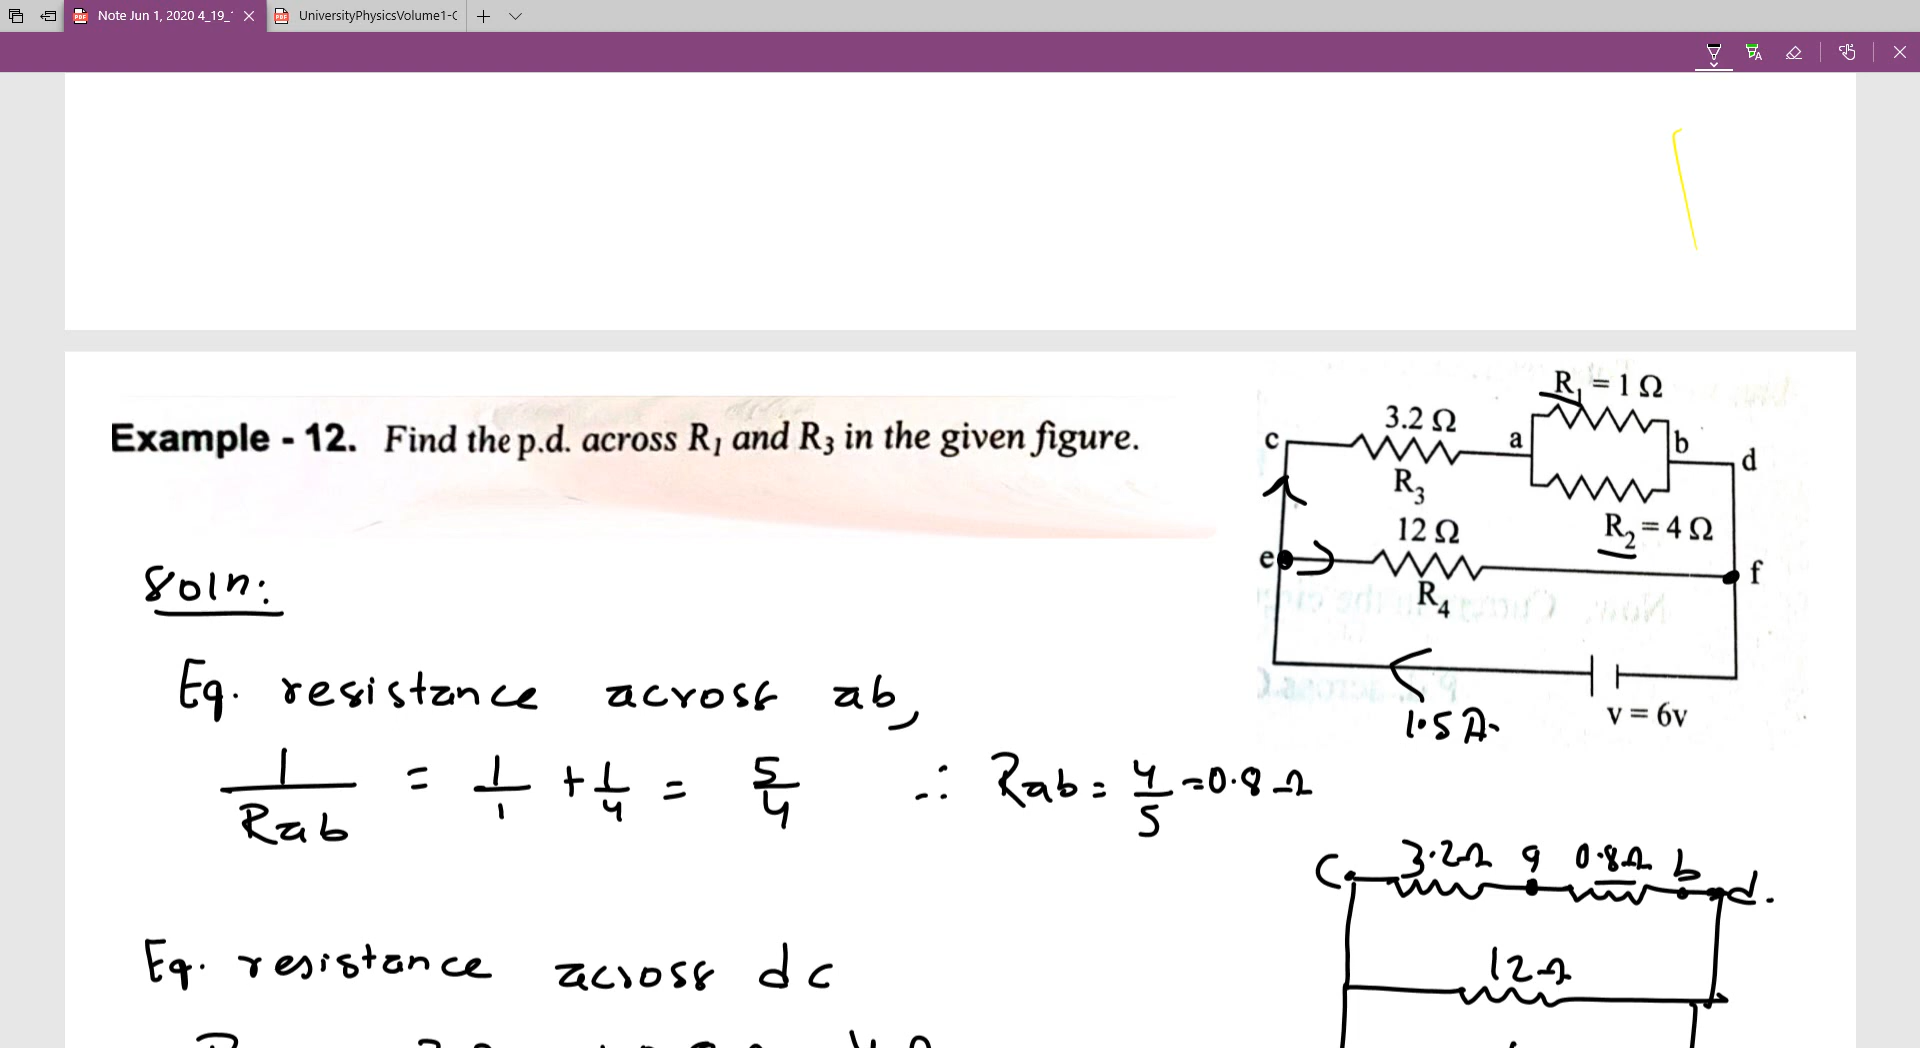 Note Jun 1, 2020 4_19_
UniversityPhysicsVolume1-
Example - 12. Find the p.d. across R₁ and R₃ in the given figure.
R₁ = 1 Ω
3.2 Ω
c
a
b
d
R₃
12 Ω
R₂ = 4 Ω
e
f
R₄
v = 6v
1.5 A.
Soln:
Eq. resistance across ab,
1/Rab = 1/1 + 1/4 = 5/4 ∴ Rab = 4/5 = 0.8 Ω
C 3.2Ω a 0.8Ω b d.
Eq. resistance across dc
12Ω